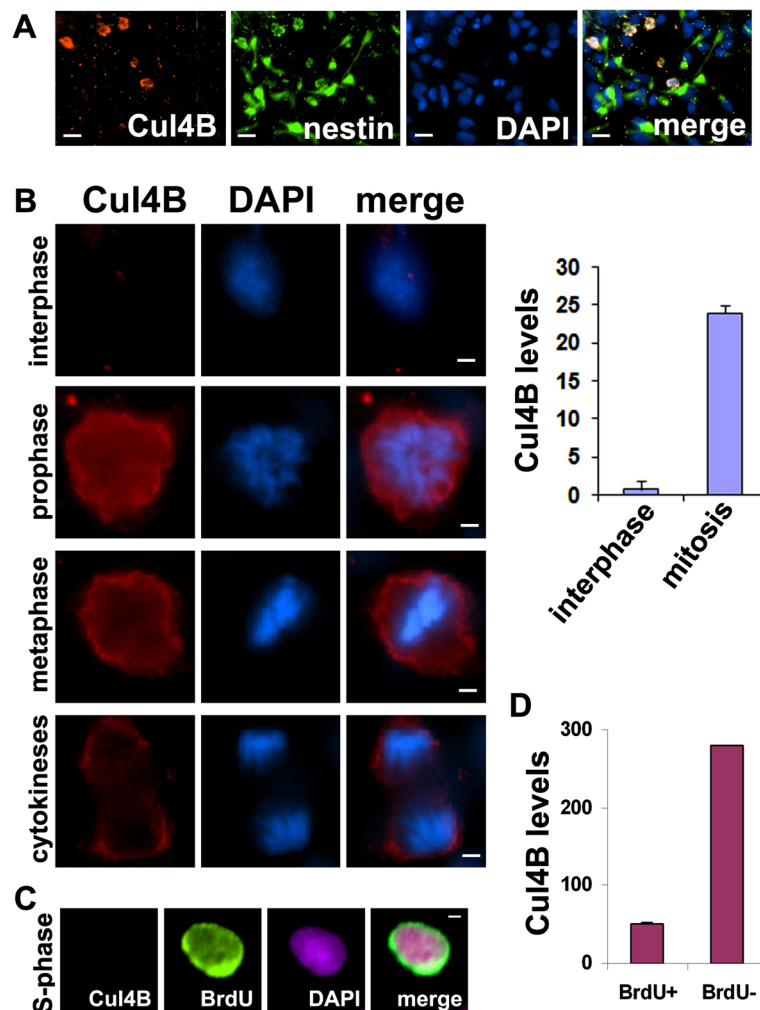 A
Cul4B
nestin
DAPI
merge
B
Cul4B DAPI merge
interphase
prophase
metaphase
cytokineses
Cul4B levels
30
25
20
15
10
5
0
interphase
mitosis
C
S-phase
Cul4B
BrdU
DAPI
merge
D
Cul4B levels
300
200
100
0
BrdU+
BrdU-